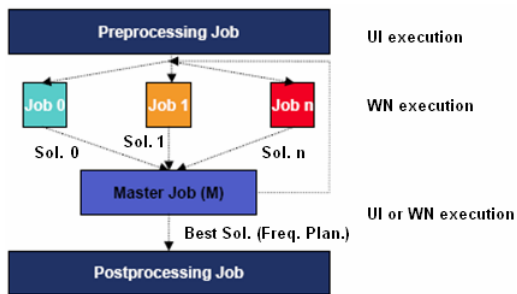 Preprocessing Job
UI execution
Job 0
Job 1
Job n
WN execution
Sol. 0
Sol. 1
Sol. n
Master Job (M)
UI or WN execution
Best Sol. (Freq. Plan.)
Postprocessing Job